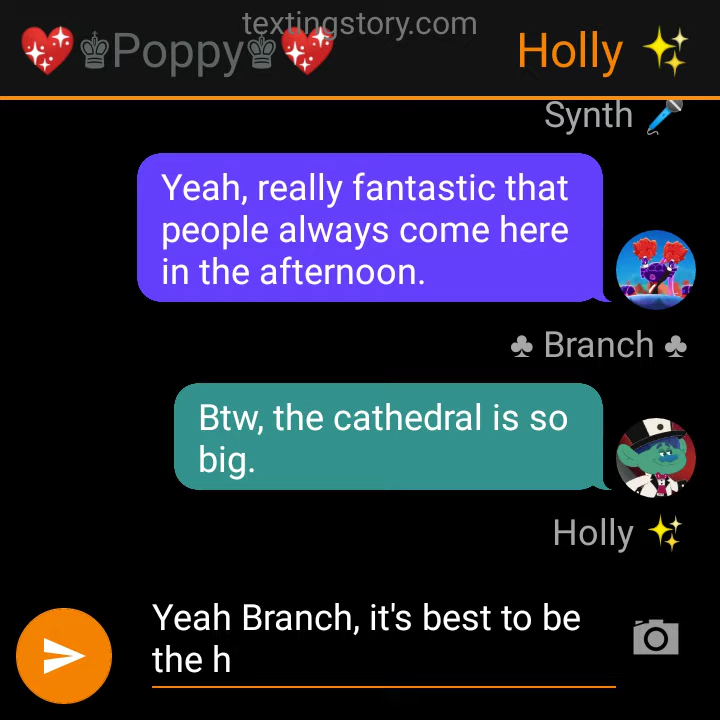 textingstory.com
💖♚Poppy♚💖 Holly ✨
Synth 🎤
Yeah, really fantastic that
people always come here
in the afternoon.
♣ Branch ♣
Btw, the cathedral is so
big.
Holly ✨
Yeah Branch, it's best to be
the h